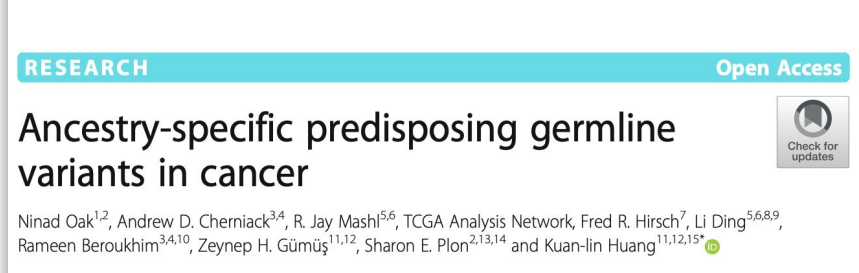 RESEARCH Open Access
Ancestry-specific predisposing germline
variants in cancer
Check for
updates
Ninad Oak1,2, Andrew D. Cherniack3,4, R. Jay Mashl5,6, TCGA Analysis Network, Fred R. Hirsch7, Li Ding5,6,8,9,
Rameen Beroukhim3,4,10, Zeynep H. Gümüş11,12, Sharon E. Plon2,13,14 and Kuan-lin Huang11,12,15* iD